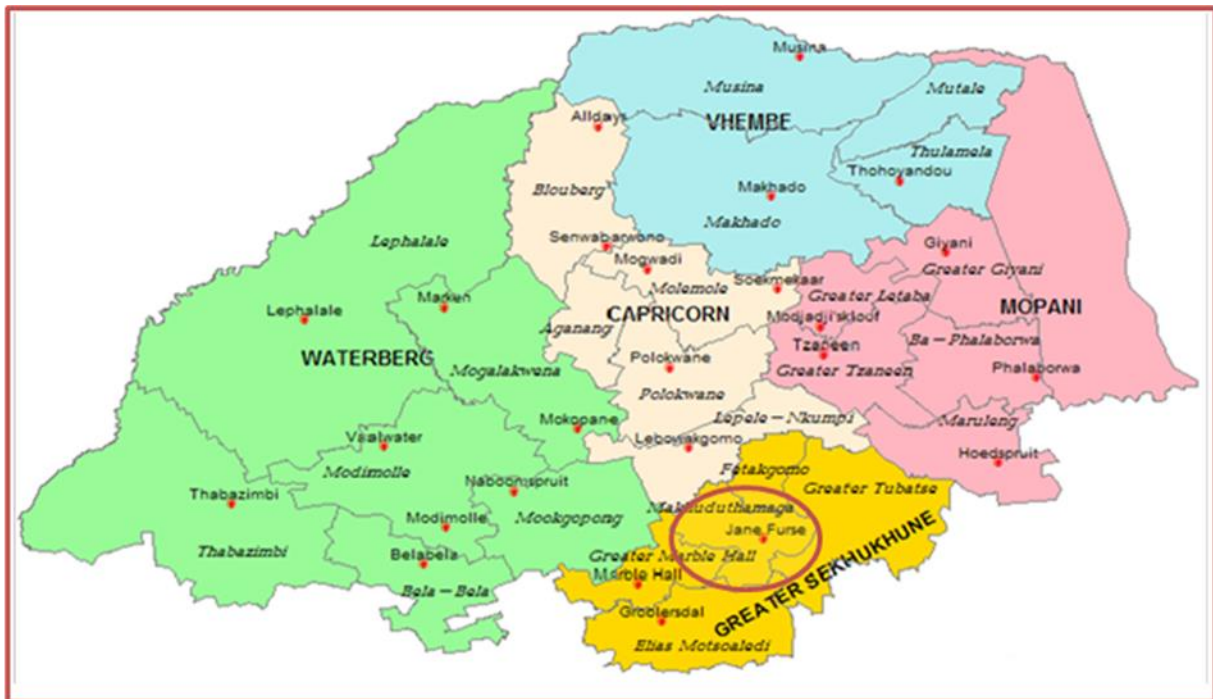 Musina
Musina
Mutale
VHEMBE
Alldays
Thulamela
Thohoyandou
Makhado
Blouberg
Makhado
Lephalale
Senwabarwono
Giyani
Mogwadi
Greater Giyani
Soekmekaar
Molemole
Greater Letaba
Marken
Lephalale
CAPRICORN
Modjadji'sklouf
MOPANI
Aganang
Tzaneen
Ba-Phalaborwa
WATERBERG
Polokwane
Mogalakwena
Greater Tzaneen
Phalaborwa
Polokwane
Mokopane
Lepele-Nkumpi
Maruleng
Vaalwater
Lebowakgomo
Hoedspruit
Modimolle
Fetakgomo
Naboomspruit
Greater Tubatse
Thabazimbi
Makhuduthamaga
Modimolle
Mookgopong
Jane Furse
Thabazimbi
Belabela
Greater Marble Hall
Marble Hall
Bela-Bela
GREATER SEKHUKHUNE
Groblersdal
Elias Motsoaledi